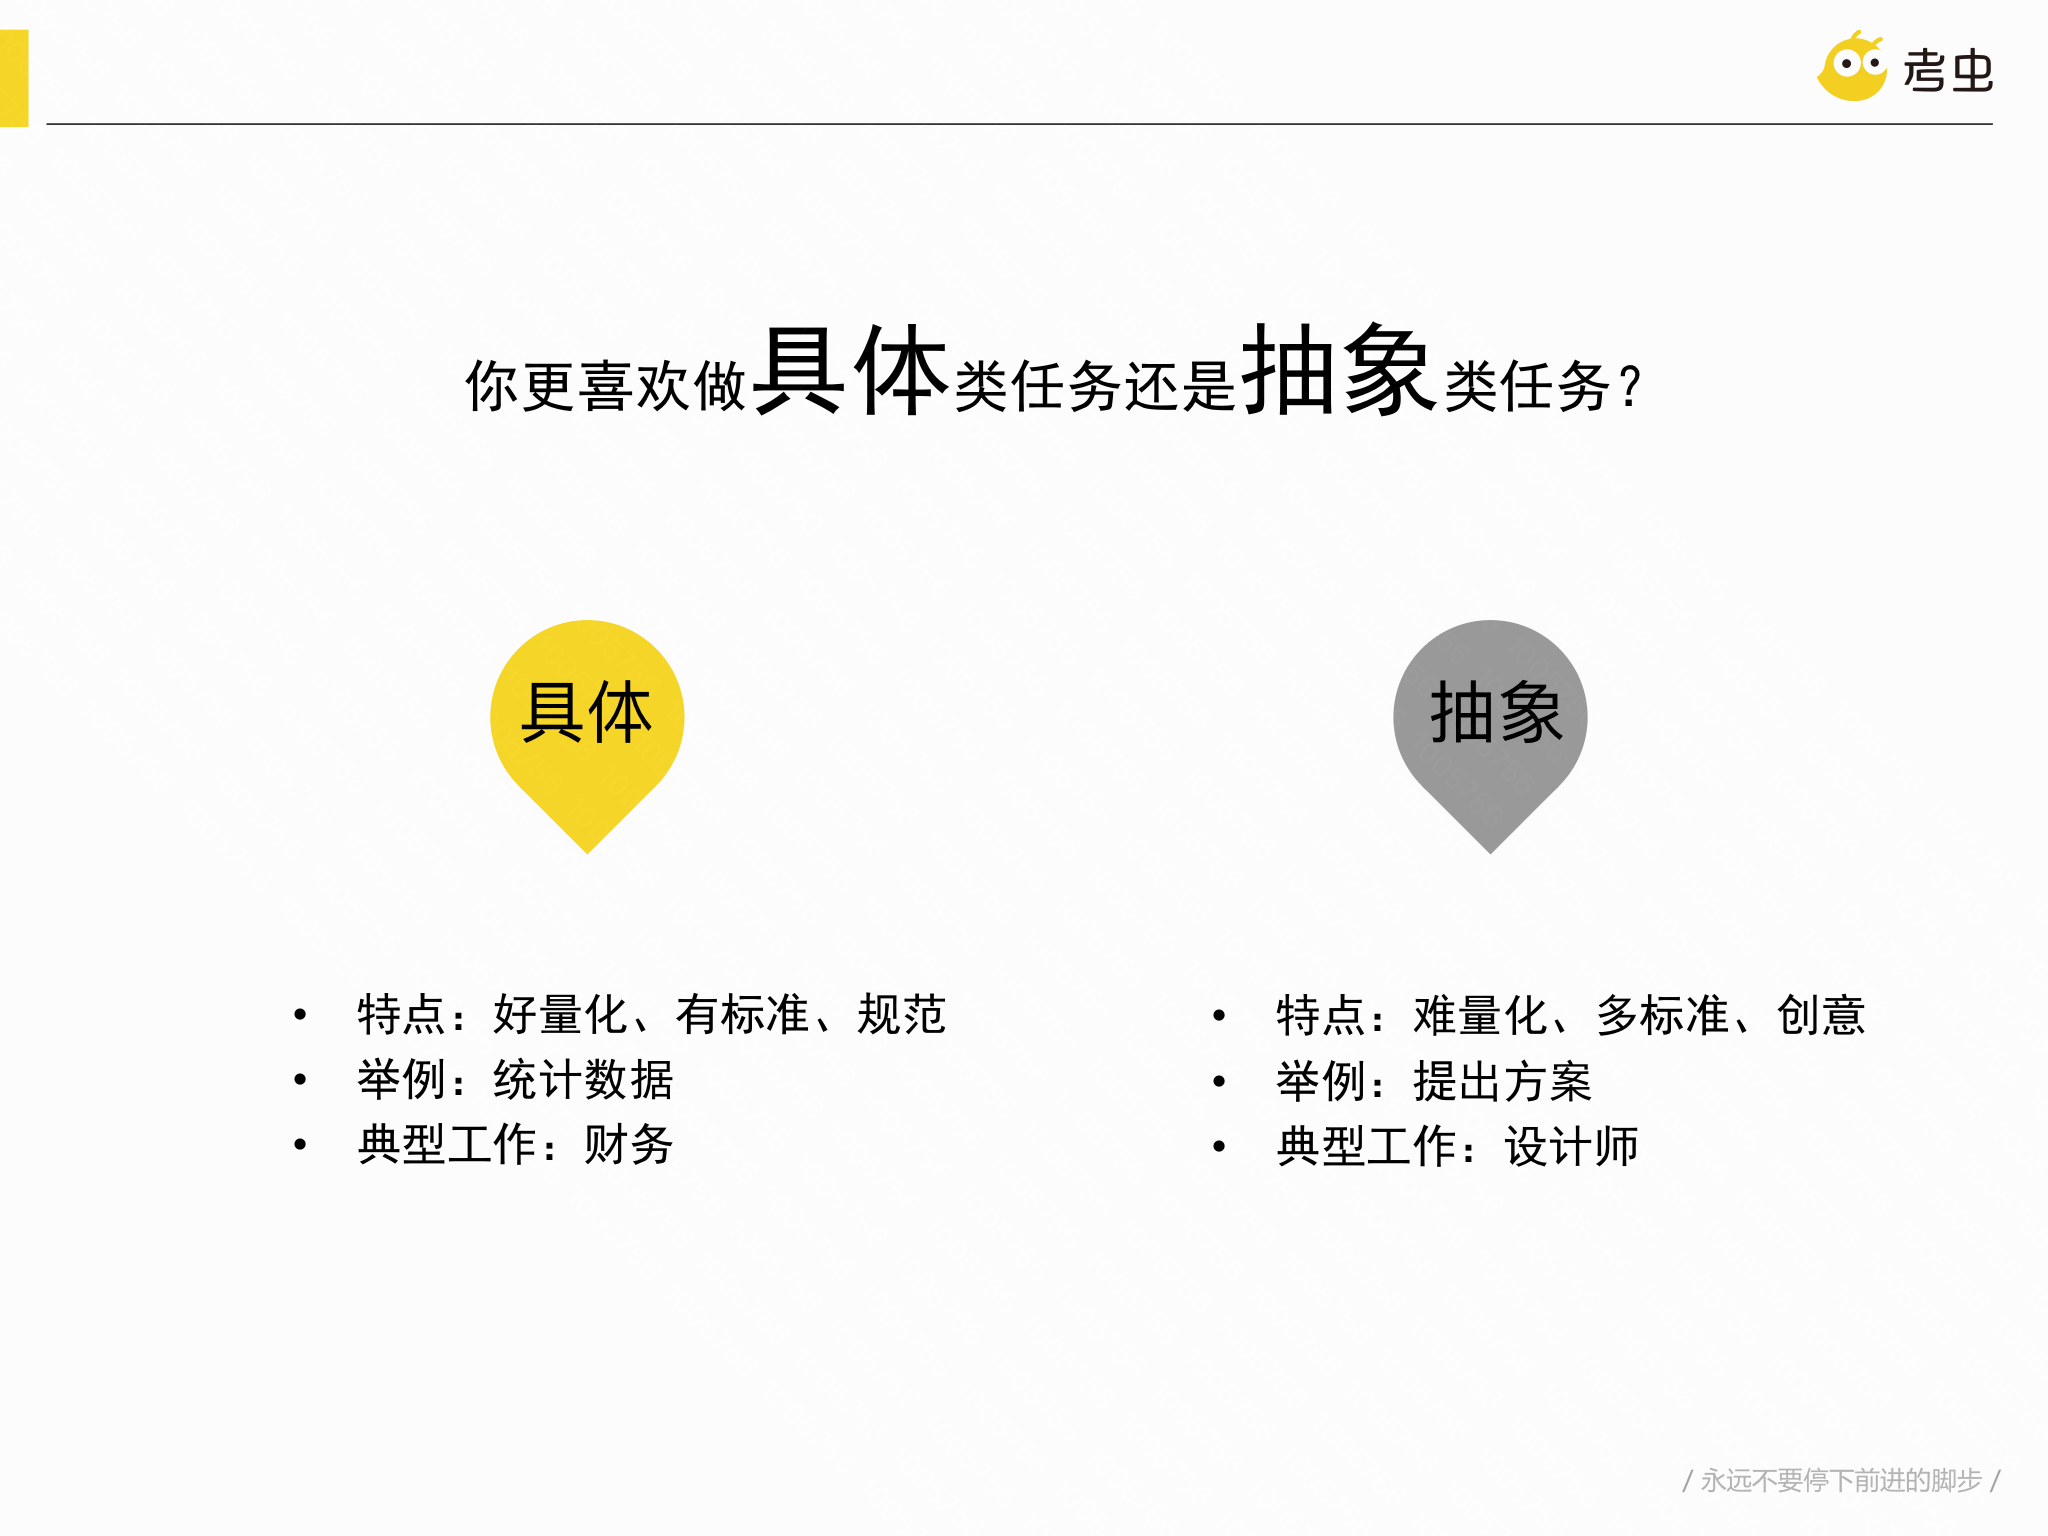 考虫
你更喜欢做具体类任务还是抽象类任务？
具体
抽象
• 特点：好量化、有标准、规范
• 举例：统计数据
• 典型工作：财务
• 特点：难量化、多标准、创意
• 举例：提出方案
• 典型工作：设计师
/ 永远不要停下前进的脚步 /